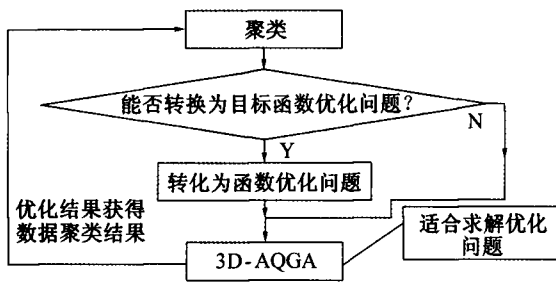 聚类
能否转换为目标函数优化问题?
N
Y
转化为函数优化问题
优化结果获得
数据聚类结果
适合求解优化
问题
3D-AQGA